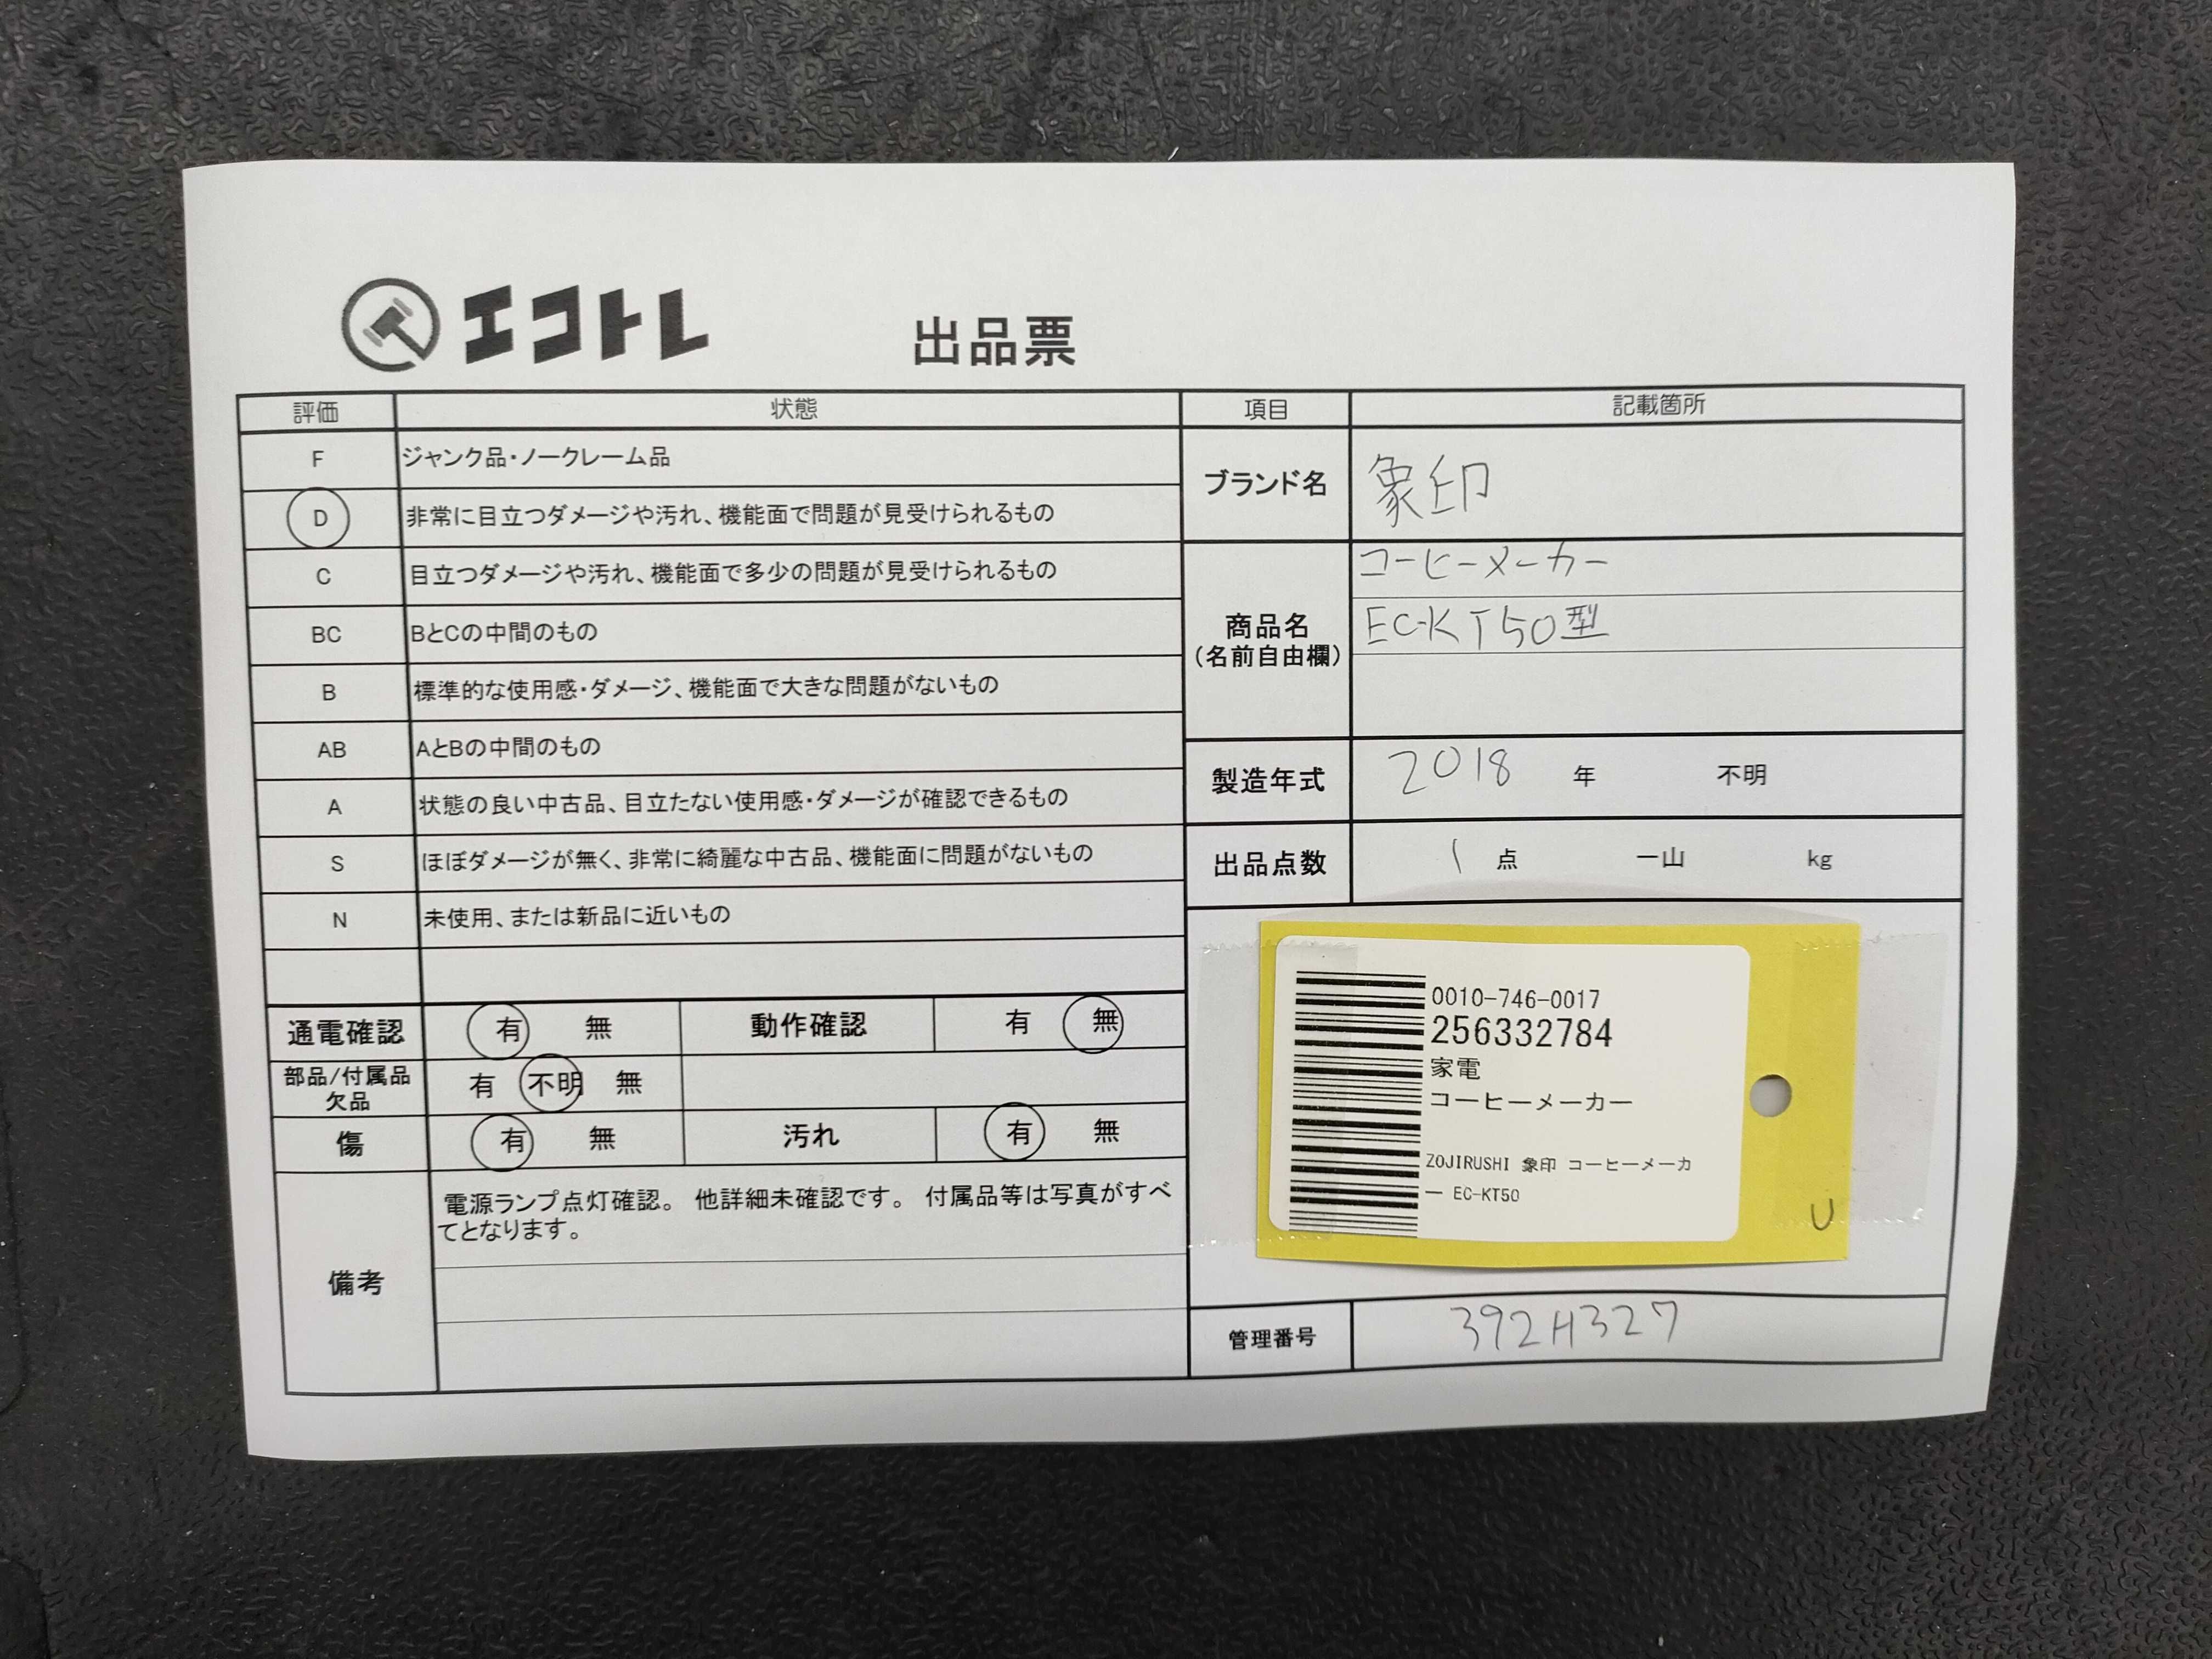 エコトレ
出品票
評価 状態
F ジャンク品・ノークレーム品
D 非常に目立つダメージや汚れ、機能面で問題が見受けられるもの
C 目立つダメージや汚れ、機能面で多少の問題が見受けられるもの
BC BとCの中間のもの
B 標準的な使用感・ダメージ、機能面で大きな問題がないもの
AB AとBの中間のもの
A 状態の良い中古品、目立たない使用感・ダメージが確認できるもの
S ほぼダメージが無く、非常に綺麗な中古品、機能面に問題がないもの
N 未使用、または新品に近いもの
通電確認 有 無 動作確認 有 無
部品/付属品
欠品
有 不明 無
傷 有 無 汚れ 有 無
備考
電源ランプ点灯確認。 他詳細未確認です。 付属品等は写真がすべ
てとなります。
項目 記載箇所
ブランド名 象印
商品名
(名前自由欄)
コーヒーメーカー
EC-KT50型
製造年式 2018 年 不明
出品点数 1 点 一山 kg
0010-746-0017
256332784
家電
コーヒーメーカー
ZOJIRUSHI 象印 コーヒーメーカ
ー EC-KT50
U
管理番号 392H327